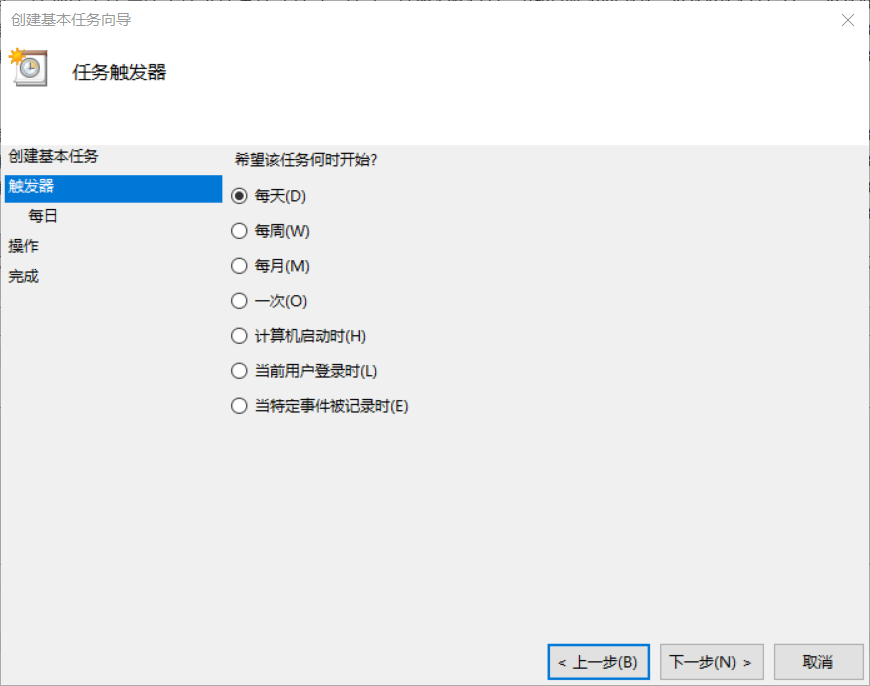 创建基本任务向导
任务触发器
创建基本任务
触发器
每日
操作
完成
希望该任务何时开始?
每天(D)
每周(W)
每月(M)
一次(O)
计算机启动时(H)
当前用户登录时(L)
当特定事件被记录时(E)
< 上一步(B)
下一步(N) >
取消